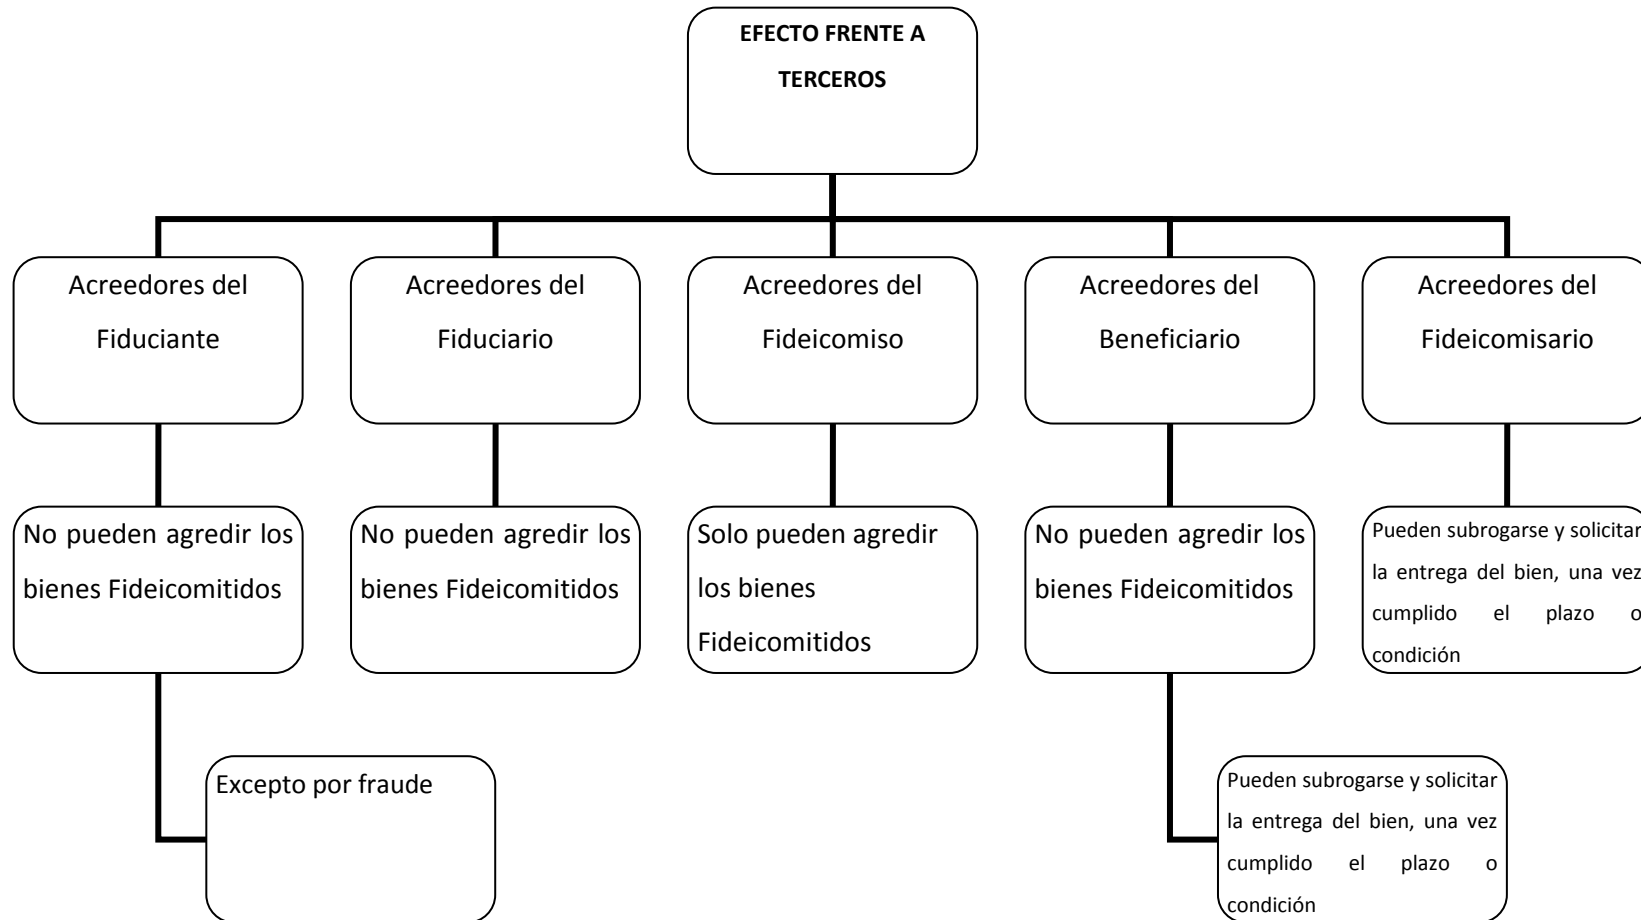 EFECTO FRENTE A
TERCEROS
Acreedores del
Fiduciante
Acreedores del
Fiduciario
Acreedores del
Fideicomiso
Acreedores del
Beneficiario
Acreedores del
Fideicomisario
No pueden agredir los
bienes Fideicomitidos
No pueden agredir los
bienes Fideicomitidos
Solo pueden agredir
los bienes
Fideicomitidos
No pueden agredir los
bienes Fideicomitidos
Pueden subrogarse y solicitar
la entrega del bien, una vez
cumplido el plazo o
condición
Excepto por fraude
Pueden subrogarse y solicitar
la entrega del bien, una vez
cumplido el plazo o
condición